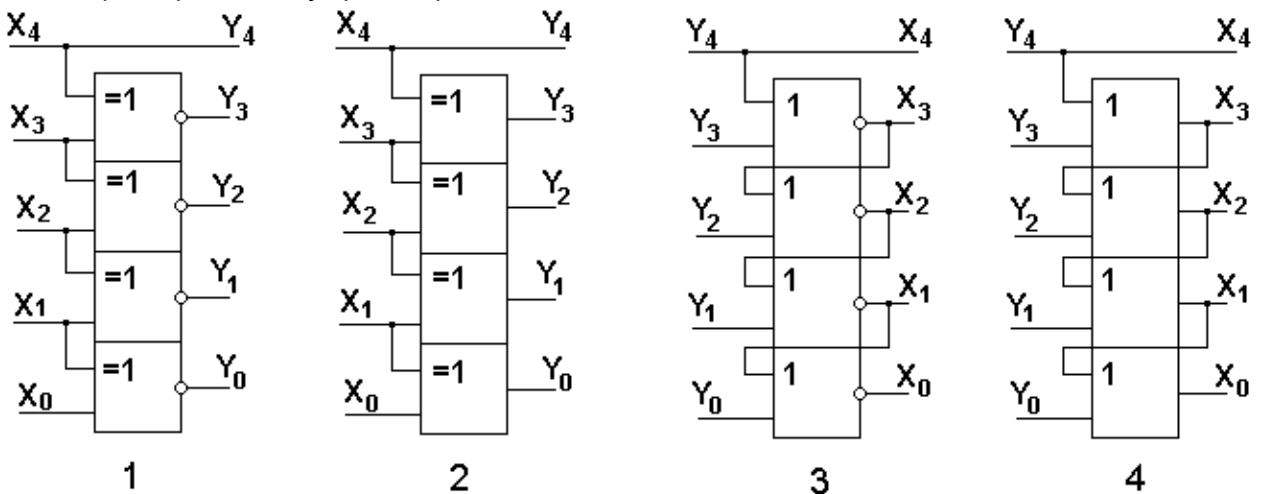 X4 Y4 X4 Y4 Y4 X4 Y4 X4
=1 =1 1 1
X3 Y3 X3 Y3 Y3 X3 Y3 X3
=1 =1 1 1
X2 Y2 X2 Y2 Y2 X2 Y2 X2
=1 =1 1 1
X1 Y1 X1 Y1 Y1 X1 Y1 X1
=1 =1 1 1
X0 Y0 X0 Y0 Y0 X0 Y0 X0
1 2 3 4